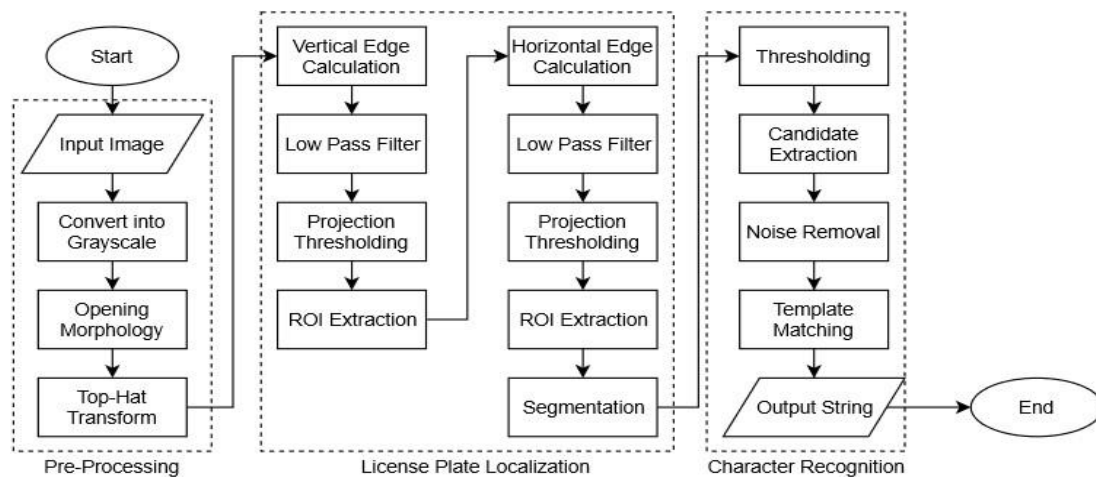 Start
Input Image
Convert into
Grayscale
Opening
Morphology
Top-Hat
Transform
Pre-Processing
Vertical Edge
Calculation
Low Pass Filter
Projection
Thresholding
ROI Extraction
Horizontal Edge
Calculation
Low Pass Filter
Projection
Thresholding
ROI Extraction
Segmentation
License Plate Localization
Thresholding
Candidate
Extraction
Noise Removal
Template
Matching
Output String
Character Recognition
End